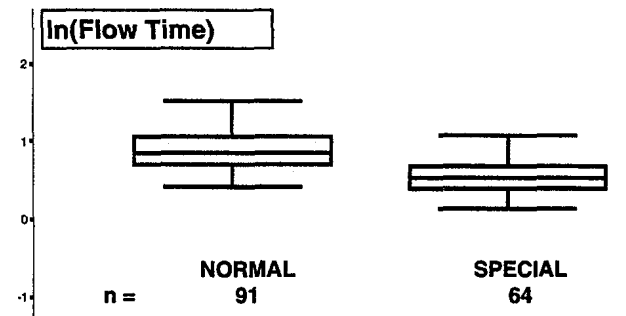 ln(Flow Time)
2
1
0
-1
NORMAL SPECIAL
n = 91 64